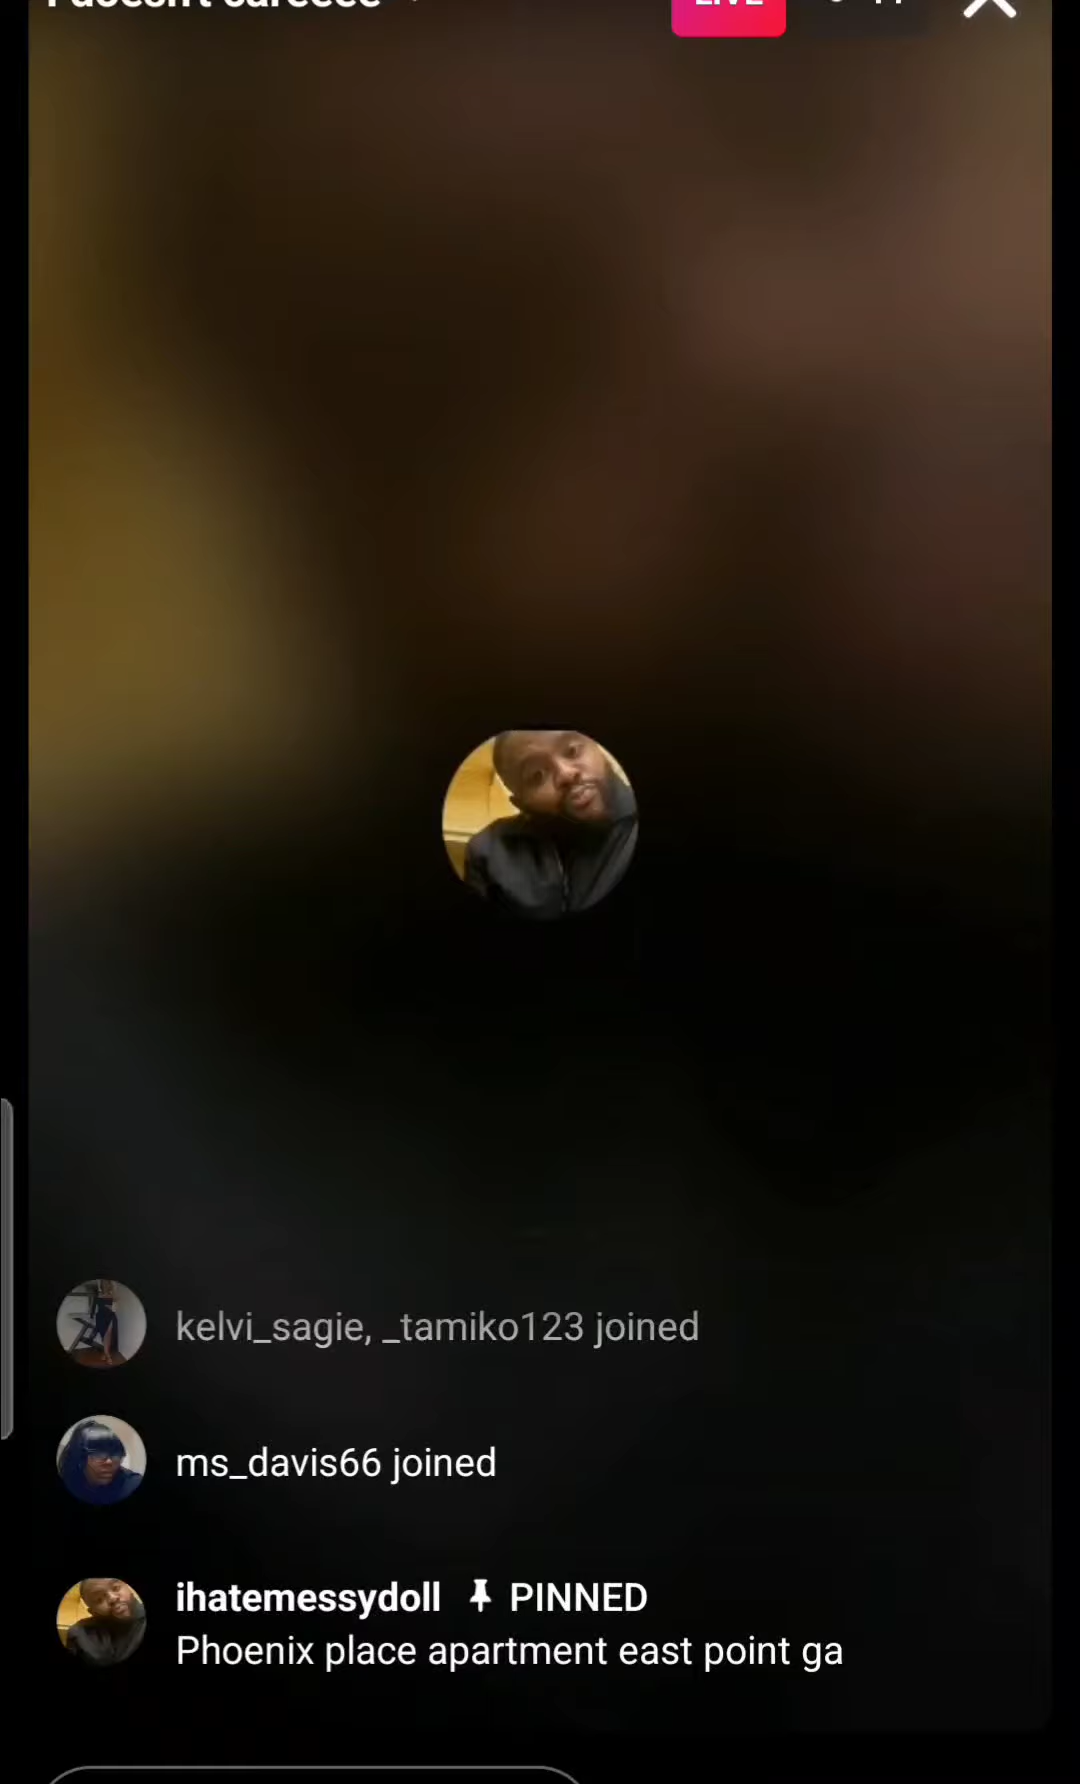 LIVE
kelvi_sagie, _tamiko123 joined
ms_davis66 joined
ihatemessydoll PINNED
Phoenix place apartment east point ga